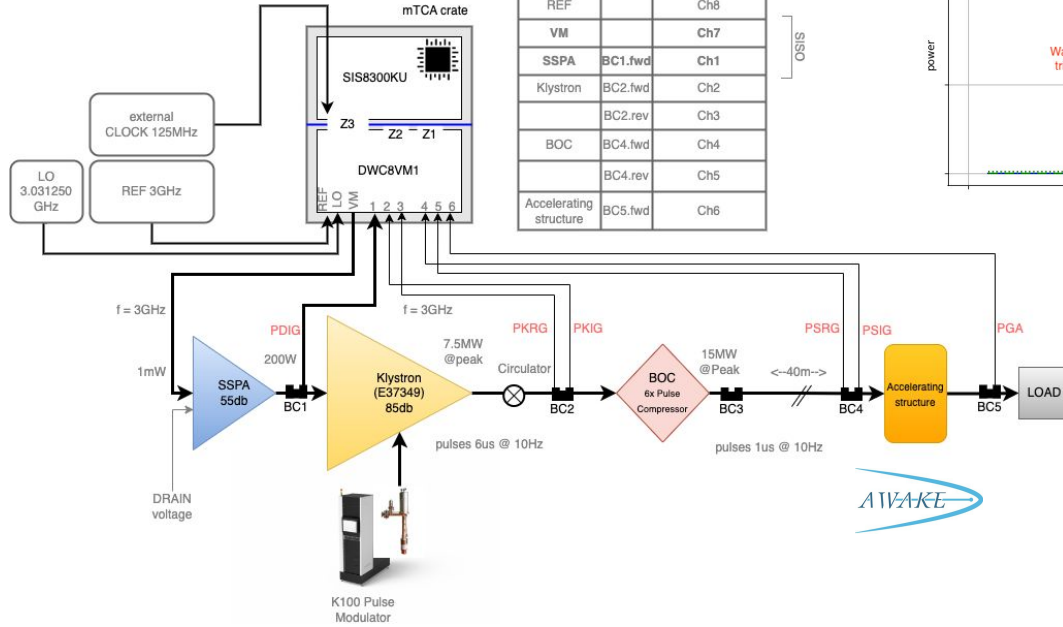 mTCA crate
SIS8300KU
Z3
Z2
Z1
DWC8VM1
REF
LO
VM
1
2
3
4
5
6
external
CLOCK 125MHz
LO
3.031250
GHz
REF 3GHz
REF Ch8
VM Ch7
SSPA BC1.fwd Ch1
Klystron BC2.fwd Ch2
BC2.rev Ch3
BOC BC4.fwd Ch4
BC4.rev Ch5
Accelerating
structure BC5.fwd Ch6
SISO
power
f = 3GHz
PDIG
f = 3GHz
PKRG
PKIG
PSRG
PSIG
PGA
1mW
SSPA
55db
200W
BC1
Klystron
(E37349)
85db
7.5MW
@peak
Circulator
BC2
BOC
6x Pulse
Compressor
15MW
@Peak
BC3
<--40m-->
BC4
Accelerating
structure
BC5
LOAD
pulses 6us @ 10Hz
pulses 1us @ 10Hz
DRAIN
voltage
K100 Pulse
Modulator
AWAKE